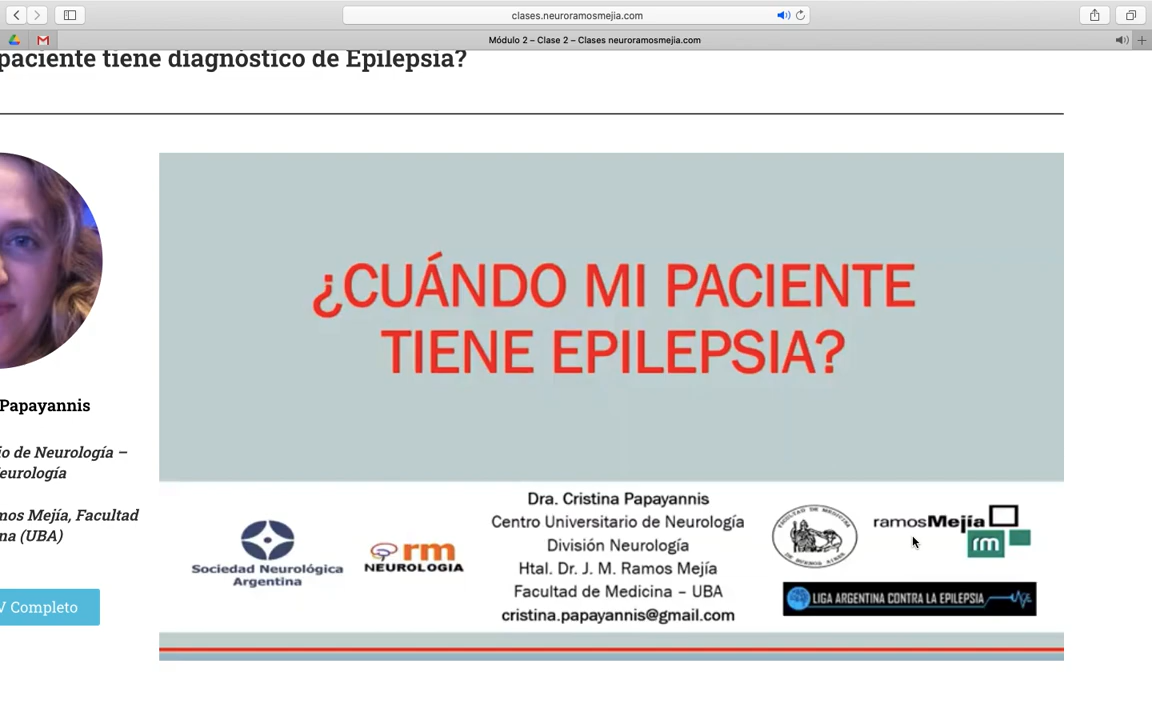 clases.neuroramosmejia.com
Módulo 2 – Clase 2 – Clases neuroramosmejia.com
paciente tiene diagnóstico de Epilepsia?
Papayannis
io de Neurología –
eurología
mos Mejía, Facultad
na (UBA)
V Completo
¿CUÁNDO MI PACIENTE
TIENE EPILEPSIA?
Sociedad Neurológica
Argentina
rm
NEUROLOGIA
Dra. Cristina Papayannis
Centro Universitario de Neurología
División Neurología
Htal. Dr. J. M. Ramos Mejía
Facultad de Medicina – UBA
cristina.papayannis@gmail.com
ramosMejía
rm
LIGA ARGENTINA CONTRA LA EPILEPSIA